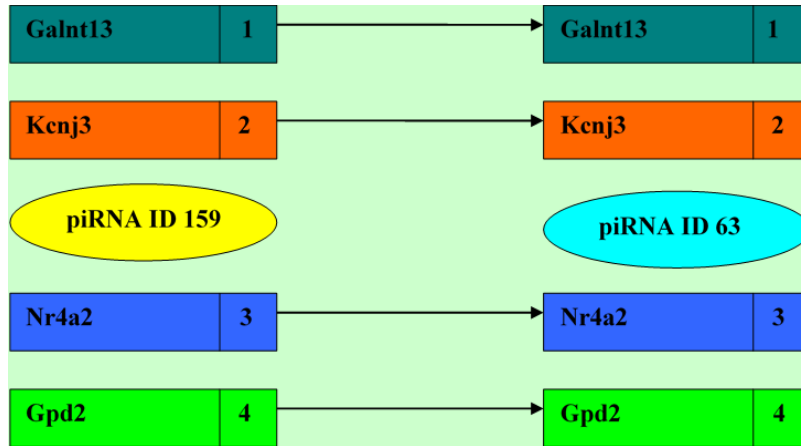 Galnt13 1 Galnt13 1
Kcnj3 2 Kcnj3 2
piRNA ID 159 piRNA ID 63
Nr4a2 3 Nr4a2 3
Gpd2 4 Gpd2 4